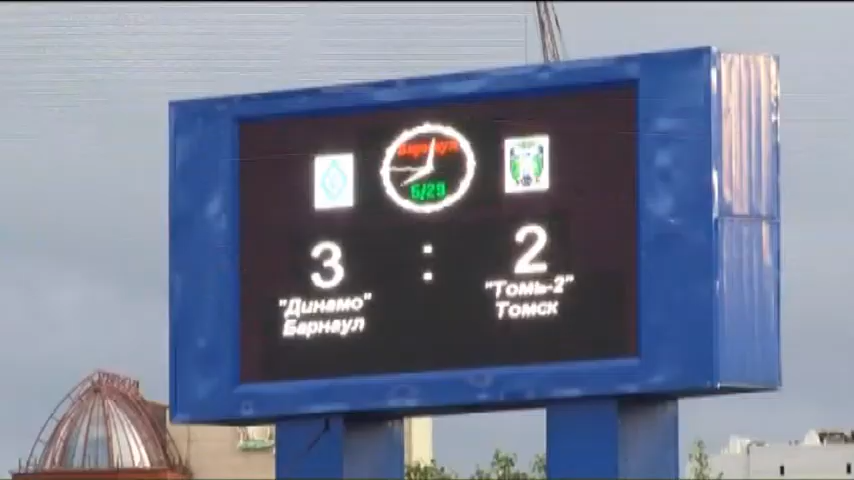 Барнаул
6/29
3 : 2
"Динамо"
Барнаул
"Томь-2"
Томск